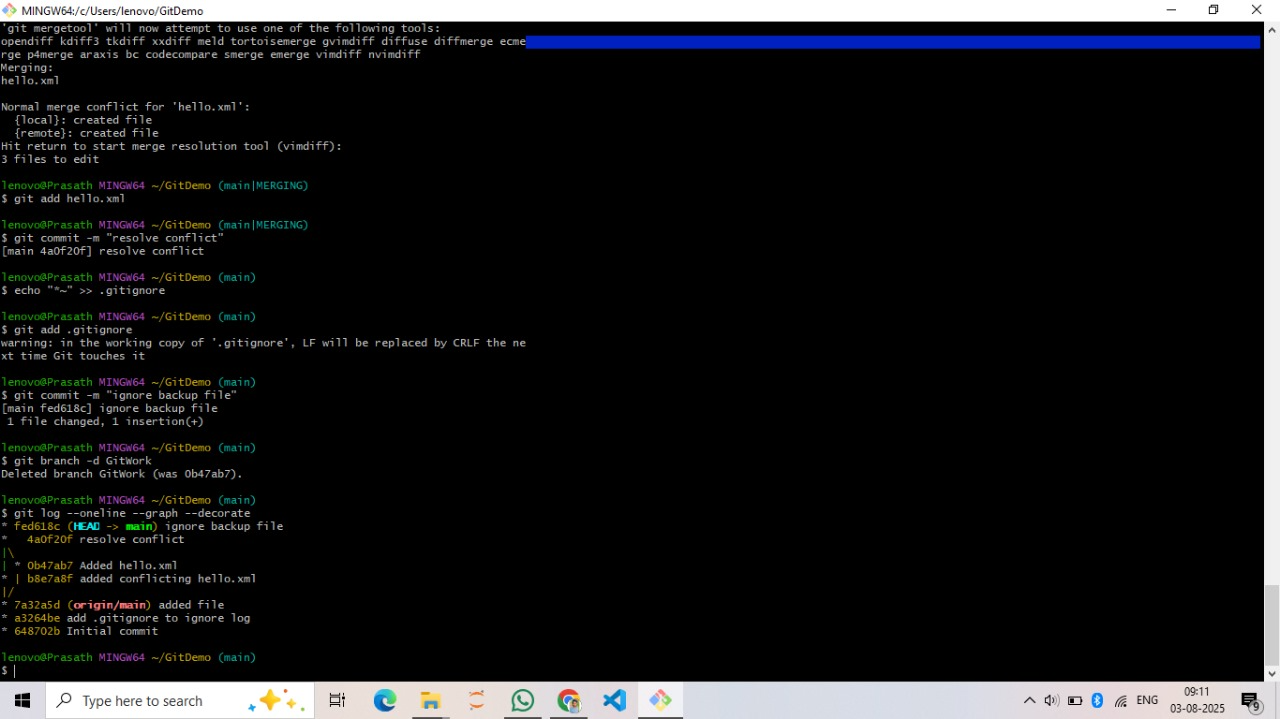 MINGW64:/c/Users/lenovo/GitDemo
'git mergetool' will now attempt to use one of the following tools:
opendiff kdiff3 tkdiff xxdiff meld tortoisemerge gvimdiff diffuse diffmerge ecme
rge p4merge araxis bc codecompare smerge emerge vimdiff nvimdiff
Merging:
hello.xml
Normal merge conflict for 'hello.xml':
  {local}: created file
  {remote}: created file
Hit return to start merge resolution tool (vimdiff):
3 files to edit
lenovo@Prasath MINGW64 ~/GitDemo (main|MERGING)
$ git add hello.xml
lenovo@Prasath MINGW64 ~/GitDemo (main|MERGING)
$ git commit -m "resolve conflict"
[main 4a0f20f] resolve conflict
lenovo@Prasath MINGW64 ~/GitDemo (main)
$ echo "*~" >> .gitignore
lenovo@Prasath MINGW64 ~/GitDemo (main)
$ git add .gitignore
warning: in the working copy of '.gitignore', LF will be replaced by CRLF the ne
xt time Git touches it
lenovo@Prasath MINGW64 ~/GitDemo (main)
$ git commit -m "ignore backup file"
[main fed618c] ignore backup file
 1 file changed, 1 insertion(+)
lenovo@Prasath MINGW64 ~/GitDemo (main)
$ git branch -d GitWork
Deleted branch GitWork (was 0b47ab7).
lenovo@Prasath MINGW64 ~/GitDemo (main)
$ git log --oneline --graph --decorate
* fed618c (HEAD -> main) ignore backup file
*   4a0f20f resolve conflict
|\
| * 0b47ab7 Added hello.xml
* | b8e7a8f added conflicting hello.xml
|/
* 7a32a5d (origin/main) added file
* a3264be add .gitignore to ignore log
* 648702b Initial commit
lenovo@Prasath MINGW64 ~/GitDemo (main)
$
Type here to search
ENG
09:11
03-08-2025
9